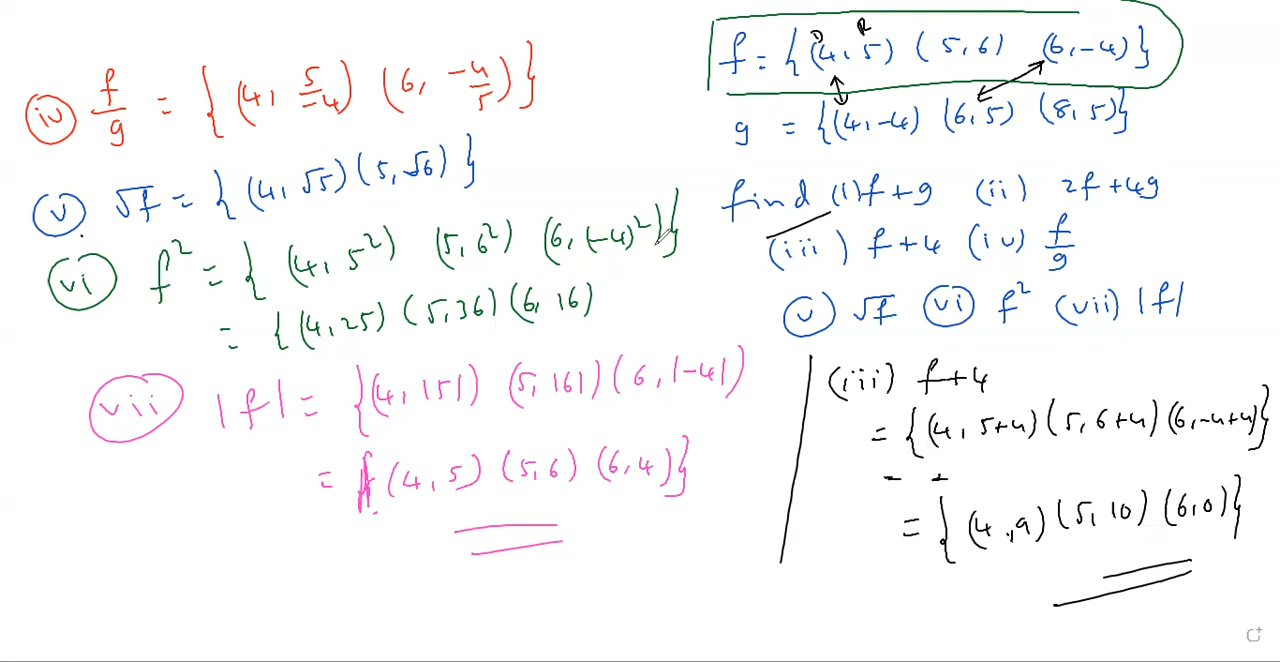 f = { (4, 5) (5, 6) (6, -4) }
D R
g = { (4, -4) (6, 5) (8, 5) }
find (i) f + g (ii) 2f + 4g
(iii) f + 4 (iv) f/g
(v) √f (vi) f² (vii) |f|
(iii) f + 4
= { (4, 5+4) (5, 6+4) (6, -4+4) }
= { (4, 9) (5, 10) (6, 0) }
(iv) f/g = { (4, 5/-4) (6, -4/5) }
(v) √f = { (4, √5) (5, √6) }
(vi) f² = { (4, 5²) (5, 6²) (6, (-4)²) }
= { (4, 25) (5, 36) (6, 16)
(vii) |f| = { (4, |5|) (5, |6|) (6, |-4|)
= { (4, 5) (5, 6) (6, 4) }